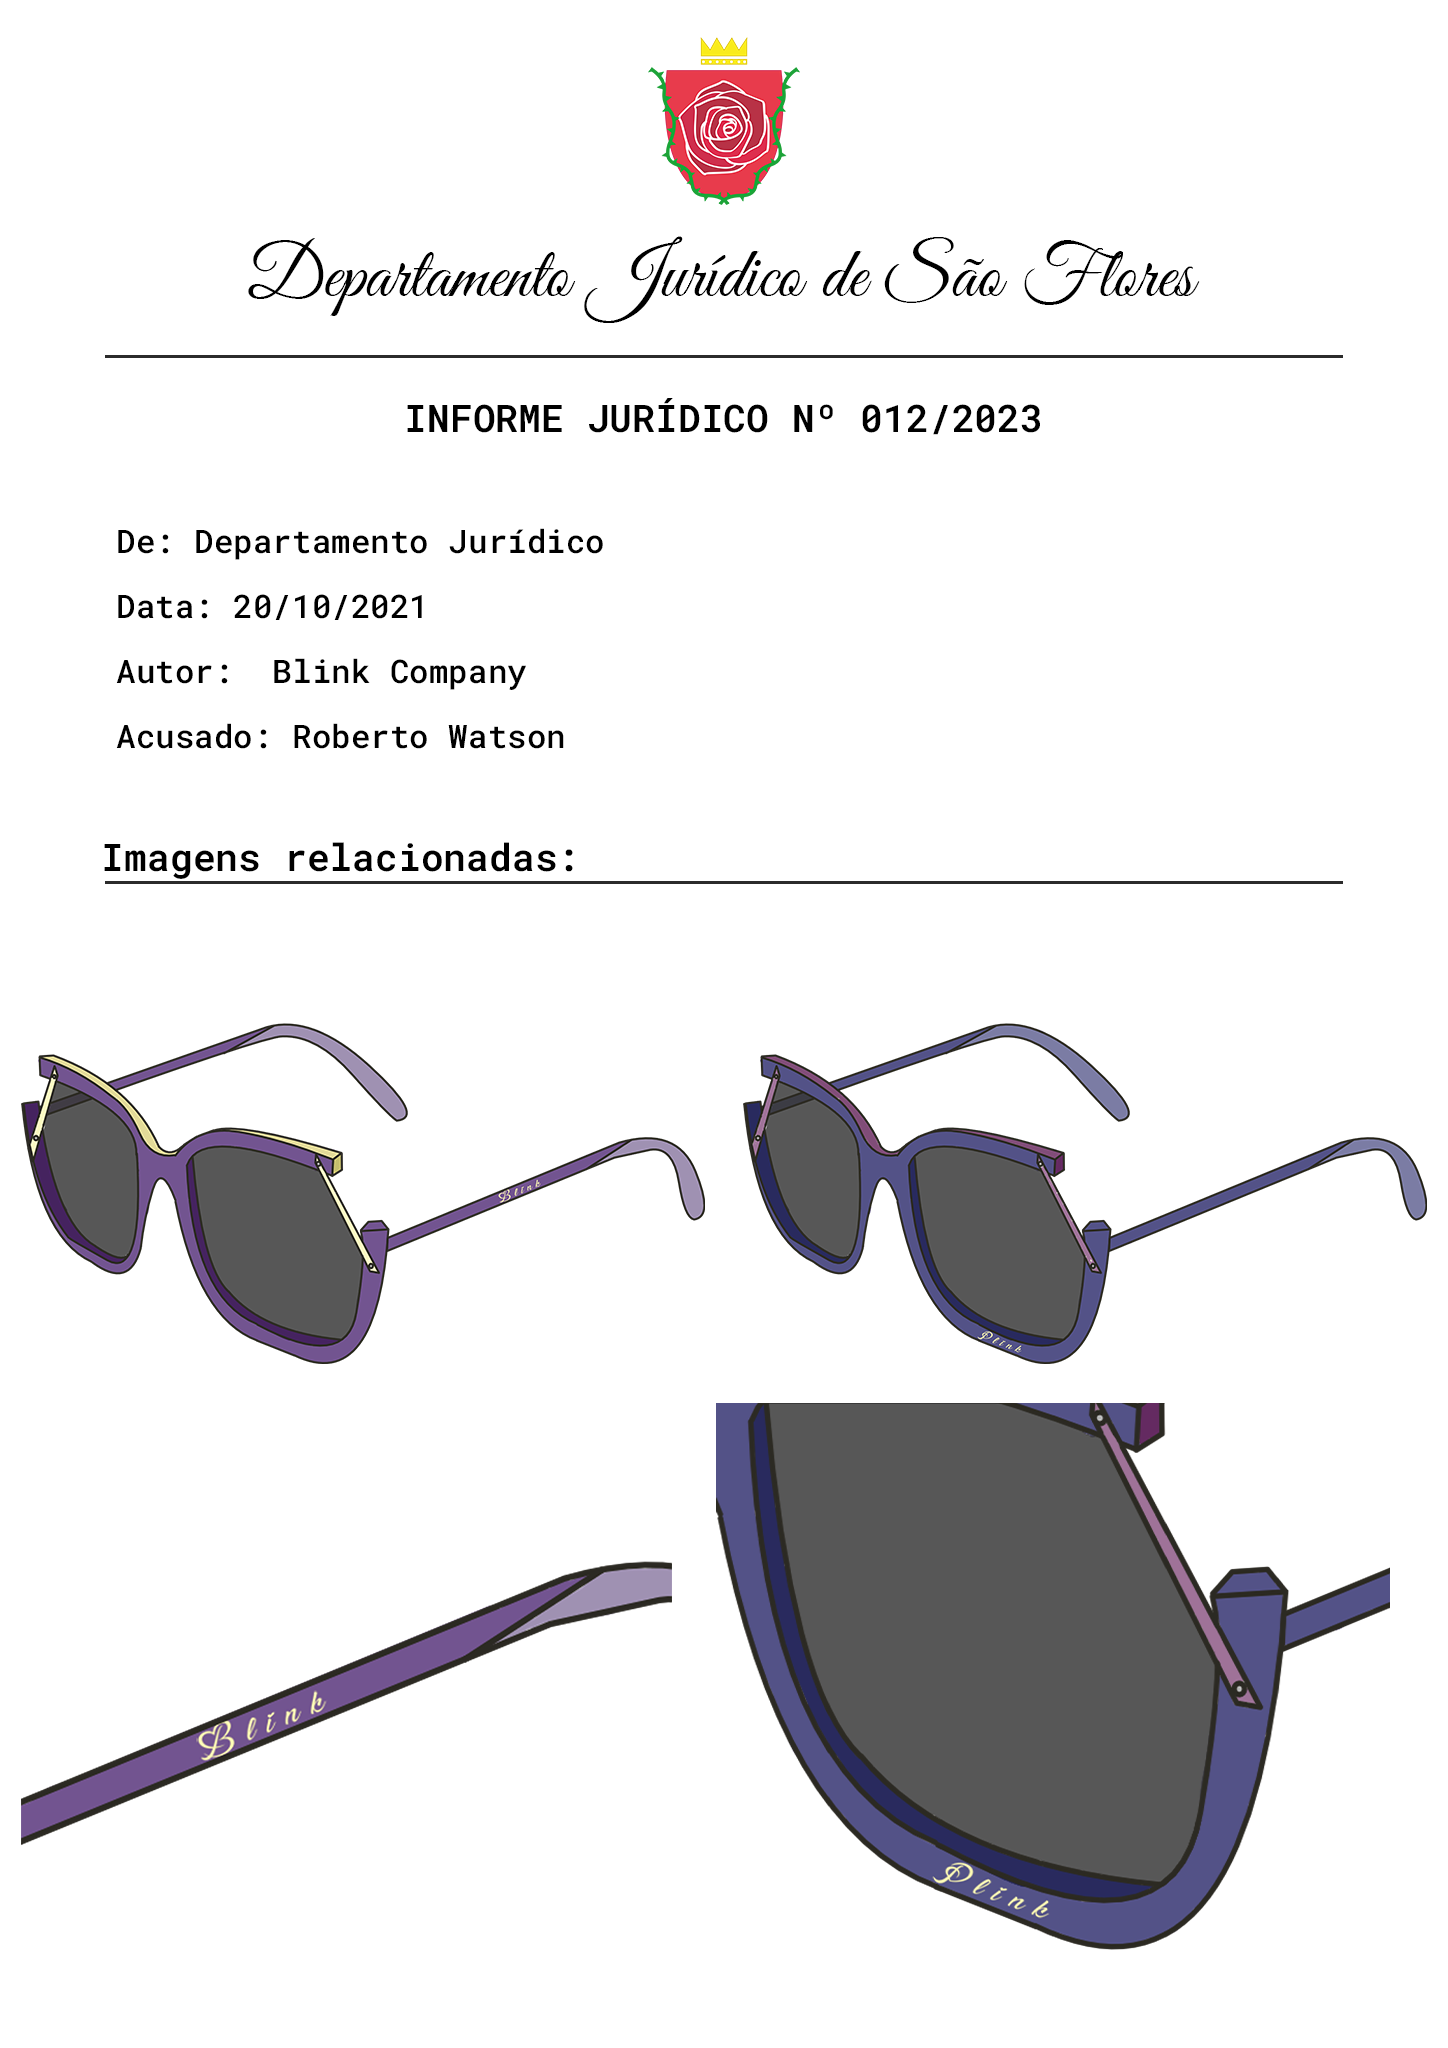 Departamento Jurídico de São Flores
INFORME JURÍDICO Nº 012/2023
De: Departamento Jurídico
Data: 20/10/2021
Autor: Blink Company
Acusado: Roberto Watson
Imagens relacionadas:
Blink
Plink
Blink
Plink